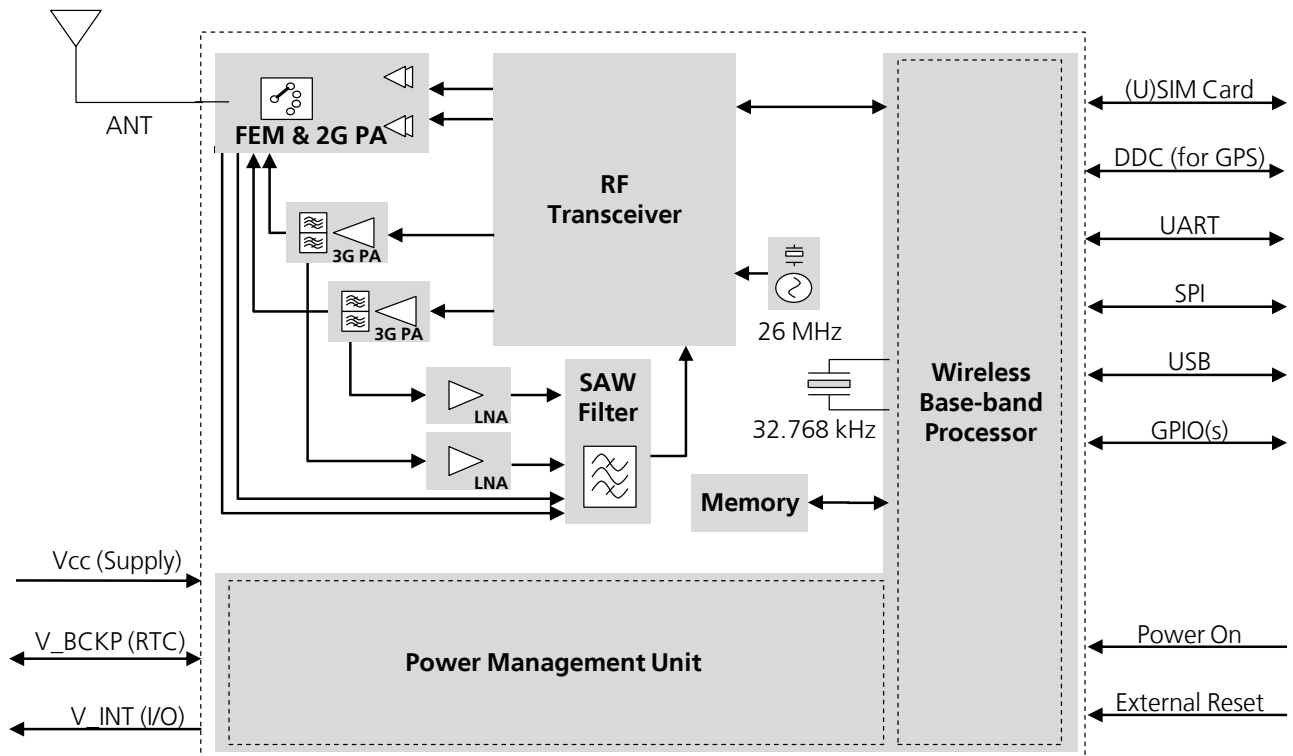 ANT
FEM & 2G PA
RF
Transceiver
3G PA
3G PA
26 MHz
32.768 kHz
LNA
LNA
SAW
Filter
Memory
Wireless
Base-band
Processor
Power Management Unit
(U)SIM Card
DDC (for GPS)
UART
SPI
USB
GPIO(s)
Vcc (Supply)
V_BCKP (RTC)
V_INT (I/O)
Power On
External Reset